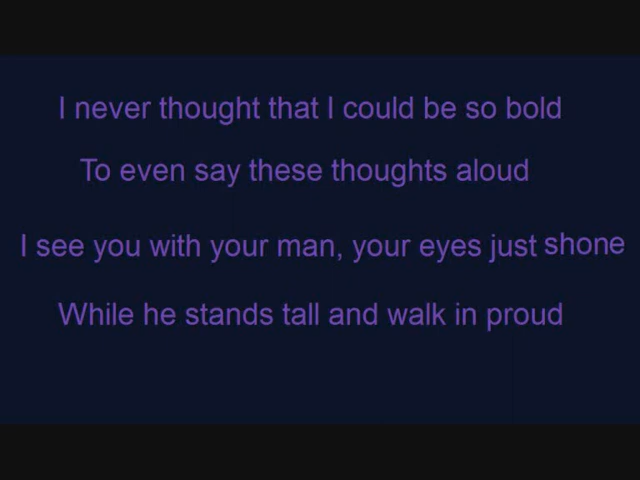 I never thought that I could be so bold
To even say these thoughts aloud
I see you with your man, your eyes just shone
While he stands tall and walk in proud